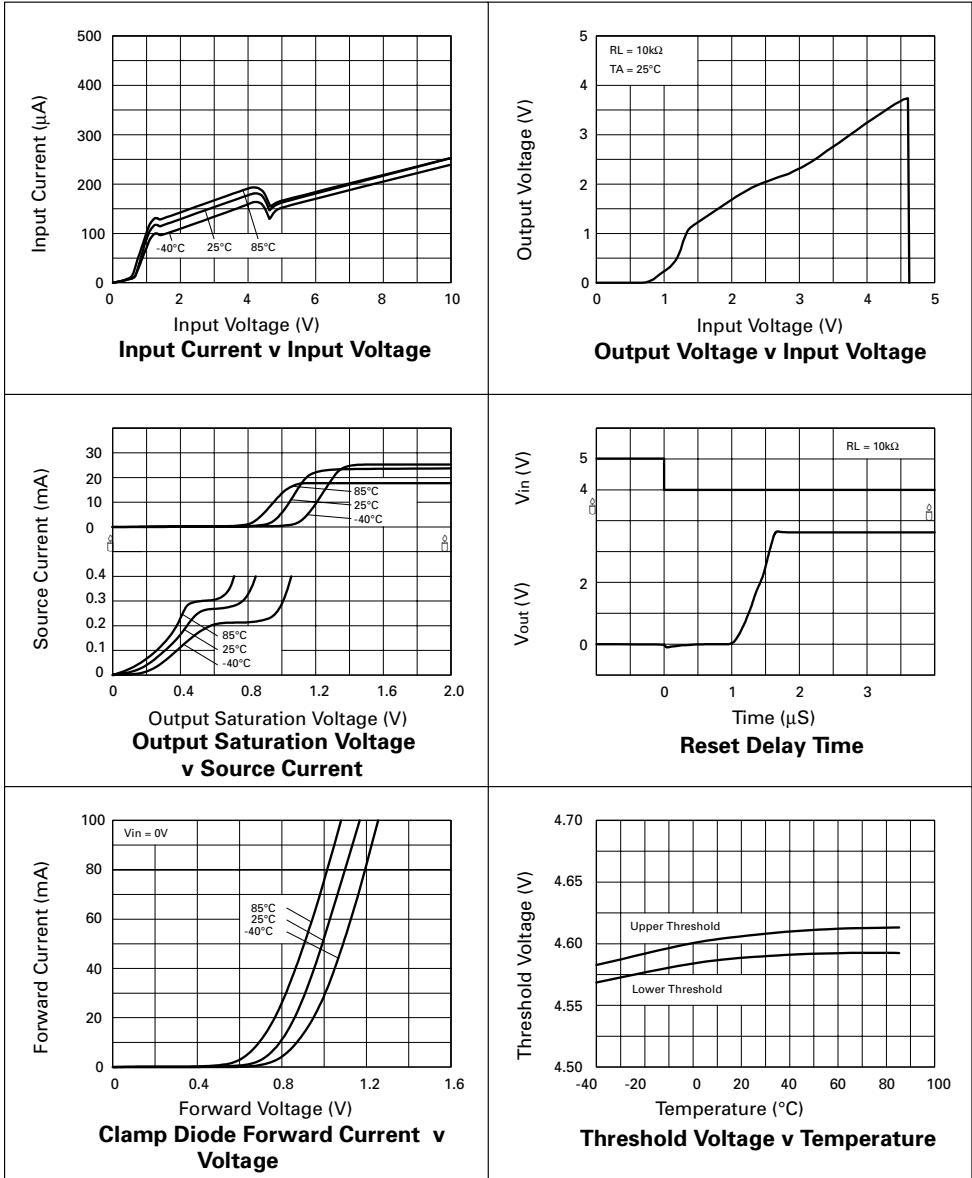 500
400
300
200
100
0
Input Current (µA)
-40°C
25°C
85°C
0 2 4 6 8 10
Input Voltage (V)
Input Current v Input Voltage
5
4
3
2
1
0
Output Voltage (V)
RL = 10kΩ
TA = 25°C
0 1 2 3 4 5
Input Voltage (V)
Output Voltage v Input Voltage
30
20
10
0
0.4
0.3
0.2
0.1
0
Source Current (mA)
85°C
25°C
-40°C
85°C
25°C
-40°C
0 0.4 0.8 1.2 1.6 2.0
Output Saturation Voltage (V)
Output Saturation Voltage
v Source Current
Vin (V)
5
4
RL = 10kΩ
Vout (V)
2
0
0 1 2 3
Time (µS)
Reset Delay Time
100
80
60
40
20
0
Forward Current (mA)
Vin = 0V
85°C
25°C
-40°C
0 0.4 0.8 1.2 1.6
Forward Voltage (V)
Clamp Diode Forward Current v
Voltage
4.70
4.65
4.60
4.55
4.50
Threshold Voltage (V)
Upper Threshold
Lower Threshold
-40 -20 0 20 40 60 80 100
Temperature (°C)
Threshold Voltage v Temperature